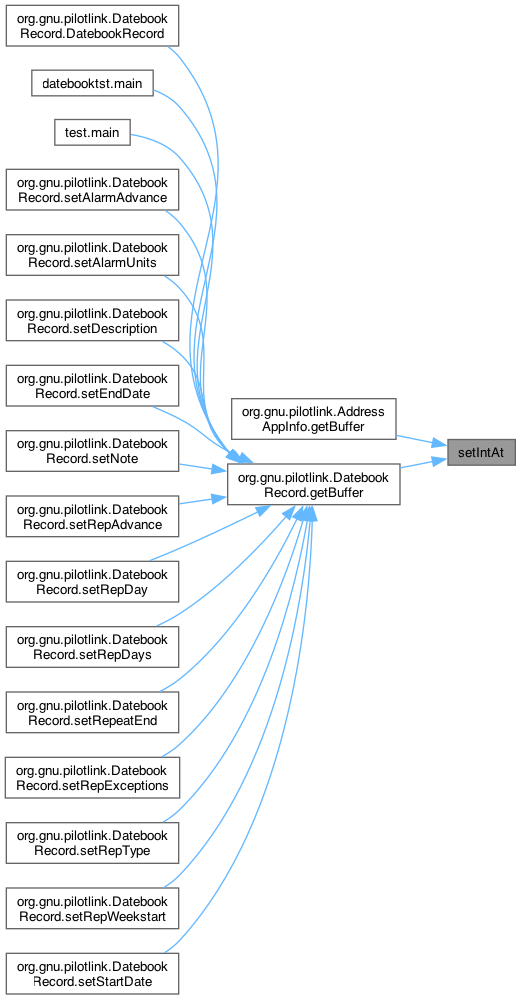 org.gnu.pilotlink.Datebook
Record.DatebookRecord
datebooktst.main
test.main
org.gnu.pilotlink.Datebook
Record.setAlarmAdvance
org.gnu.pilotlink.Datebook
Record.setAlarmUnits
org.gnu.pilotlink.Datebook
Record.setDescription
org.gnu.pilotlink.Datebook
Record.setEndDate
org.gnu.pilotlink.Datebook
Record.setNote
org.gnu.pilotlink.Datebook
Record.setRepAdvance
org.gnu.pilotlink.Datebook
Record.setRepDay
org.gnu.pilotlink.Datebook
Record.setRepDays
org.gnu.pilotlink.Datebook
Record.setRepeatEnd
org.gnu.pilotlink.Datebook
Record.setRepExceptions
org.gnu.pilotlink.Datebook
Record.setRepType
org.gnu.pilotlink.Datebook
Record.setRepWeekstart
org.gnu.pilotlink.Datebook
Record.setStartDate
org.gnu.pilotlink.Address
AppInfo.getBuffer
org.gnu.pilotlink.Datebook
Record.getBuffer
setIntAt